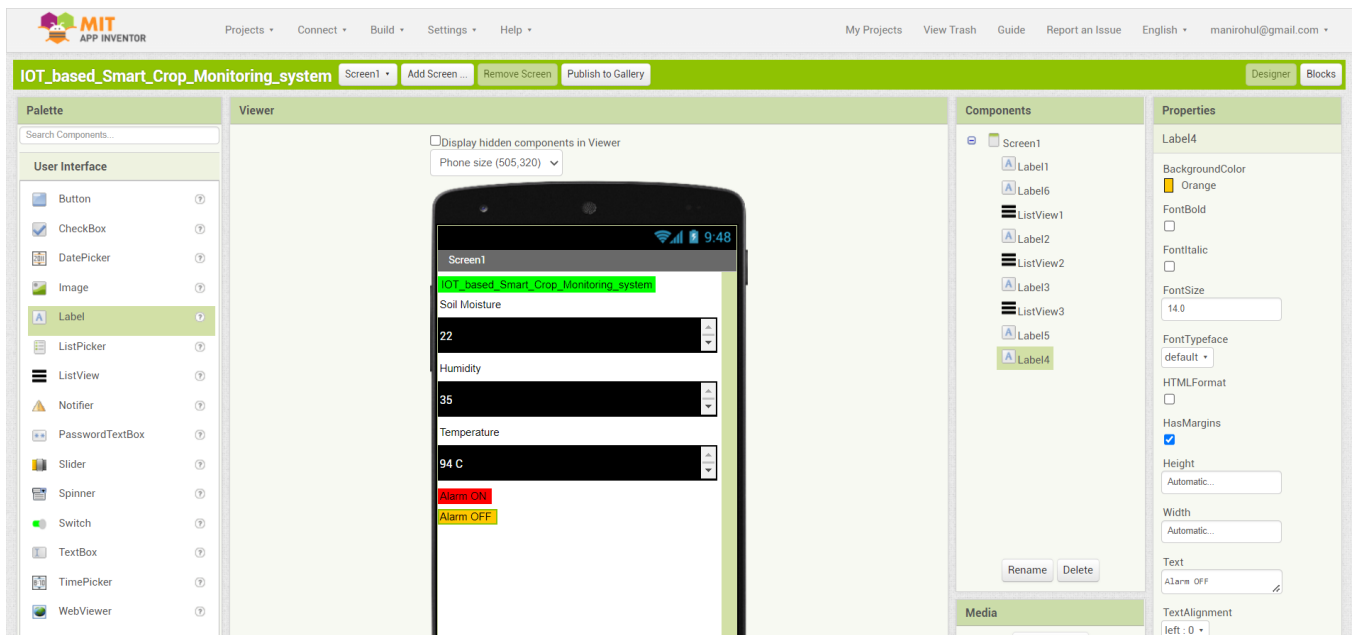 MIT
APP INVENTOR
Projects
Connect
Build
Settings
Help
My Projects
View Trash
Guide
Report an Issue
English
manirohul@gmail.com
IOT_based_Smart_Crop_Monitoring_system
Screen1
Add Screen ...
Remove Screen
Publish to Gallery
Designer
Blocks
Palette
Search Components...
User Interface
Button
CheckBox
DatePicker
Image
Label
ListPicker
ListView
Notifier
PasswordTextBox
Slider
Spinner
Switch
TextBox
TimePicker
WebViewer
Viewer
Display hidden components in Viewer
Phone size (505,320)
9:48
Screen1
IOT_based_Smart_Crop_Monitoring_system
Soil Moisture
22
Humidity
35
Temperature
94 C
Alarm ON
Alarm OFF
Components
Screen1
Label1
Label6
ListView1
Label2
ListView2
Label3
ListView3
Label5
Label4
Rename
Delete
Media
Properties
Label4
BackgroundColor
Orange
FontBold
FontItalic
FontSize
14.0
FontTypeface
default
HTMLFormat
HasMargins
Height
Automatic...
Width
Automatic...
Text
Alarm OFF
TextAlignment
left : 0